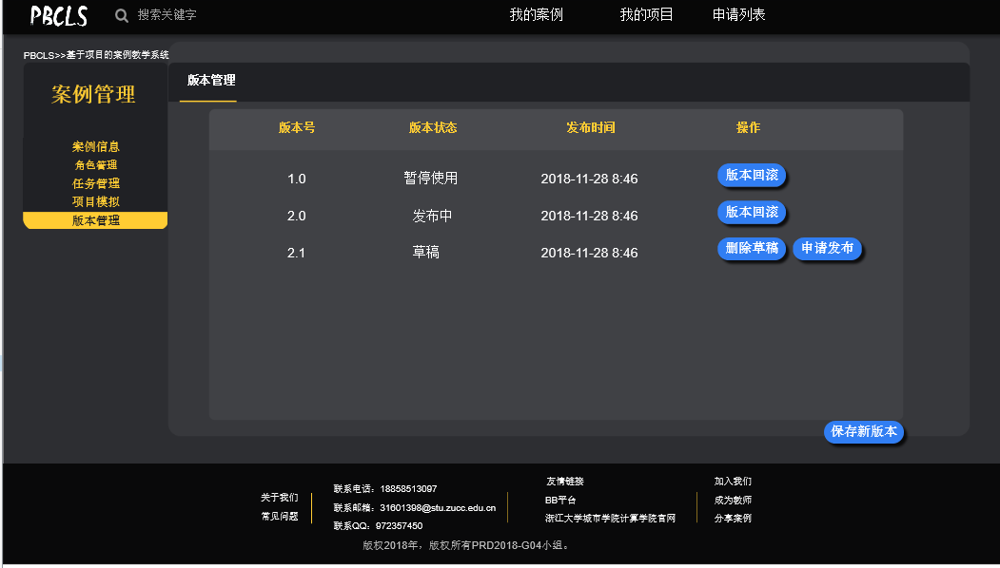 PBCLS 搜索关键字 我的案例 我的项目 申请列表
PBCLS>>基于项目的案例教学系统
案例管理
案例信息
角色管理
任务管理
项目模拟
版本管理
版本管理
版本号 版本状态 发布时间 操作
1.0 暂停使用 2018-11-28 8:46 版本回滚
2.0 发布中 2018-11-28 8:46 版本回滚
2.1 草稿 2018-11-28 8:46 删除草稿 申请发布
保存新版本
关于我们
常见问题
联系电话：18858513097
联系邮箱：31601398@stu.zucc.edu.cn
联系QQ：972357450
友情链接
BB平台
浙江大学城市学院计算学院官网
加入我们
成为教师
分享案例
版权2018年，版权所有PRD2018-G04小组。